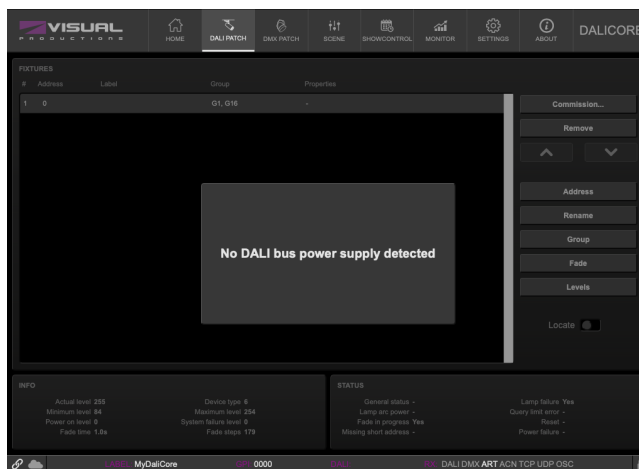 VISUAL
PRODUCTIONS
HOME
DALI PATCH
DMX PATCH
SCENE
SHOWCONTROL
MONITOR
SETTINGS
ABOUT
DALICORE
FIXTURES
# Address Label Group Properties
1 0 G1, G16 -
Commission...
Remove
Address
Rename
Group
Fade
Levels
Locate
No DALI bus power supply detected
INFO
Actual level 255 Device type 6
Minimum level 84 Maximum level 254
Power on level 0 System failure level 0
Fade time 1.0s Fade steps 179
STATUS
General status - Lamp failure Yes
Lamp arc power - Query limit error -
Fade in progress Yes Reset -
Missing short address - Power failure -
MyDaliCore 0000 DALI DMX ART ACN TCP UDP OSC